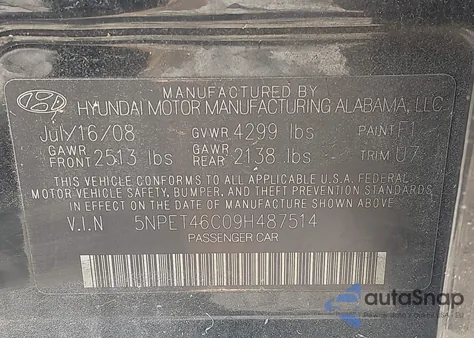 MANUFACTURED BY
HYUNDAI MOTOR MANUFACTURING ALABAMA, LLC.
Jul/16/08 GVWR 4299 lbs PAINT F1
GAWR FRONT 2513 lbs GAWR REAR 2138 lbs TRIM U7
THIS VEHICLE CONFORMS TO ALL APPLICABLE U.S.A FEDERAL
MOTOR VEHICLE SAFETY, BUMPER, AND THEFT PREVENTION STANDARDS
IN EFFECT ON THE DATE OF MANUFACTURE SHOWN ABOVE
V.I.N 5NPET46C09H487514
PASSENGER CAR
autoSnap